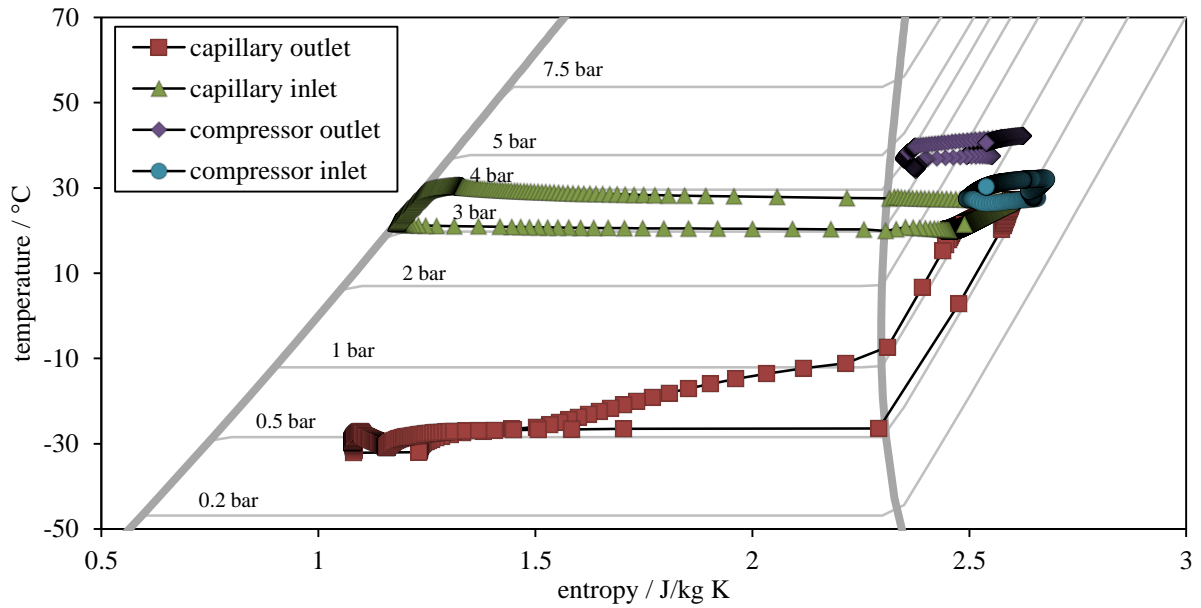 70
50
30
10
-10
-30
-50
temperature / °C
capillary outlet
capillary inlet
compressor outlet
compressor inlet
7.5 bar
5 bar
4 bar
3 bar
2 bar
1 bar
0.5 bar
0.2 bar
0.5
1
1.5
2
2.5
3
entropy / J/kg K